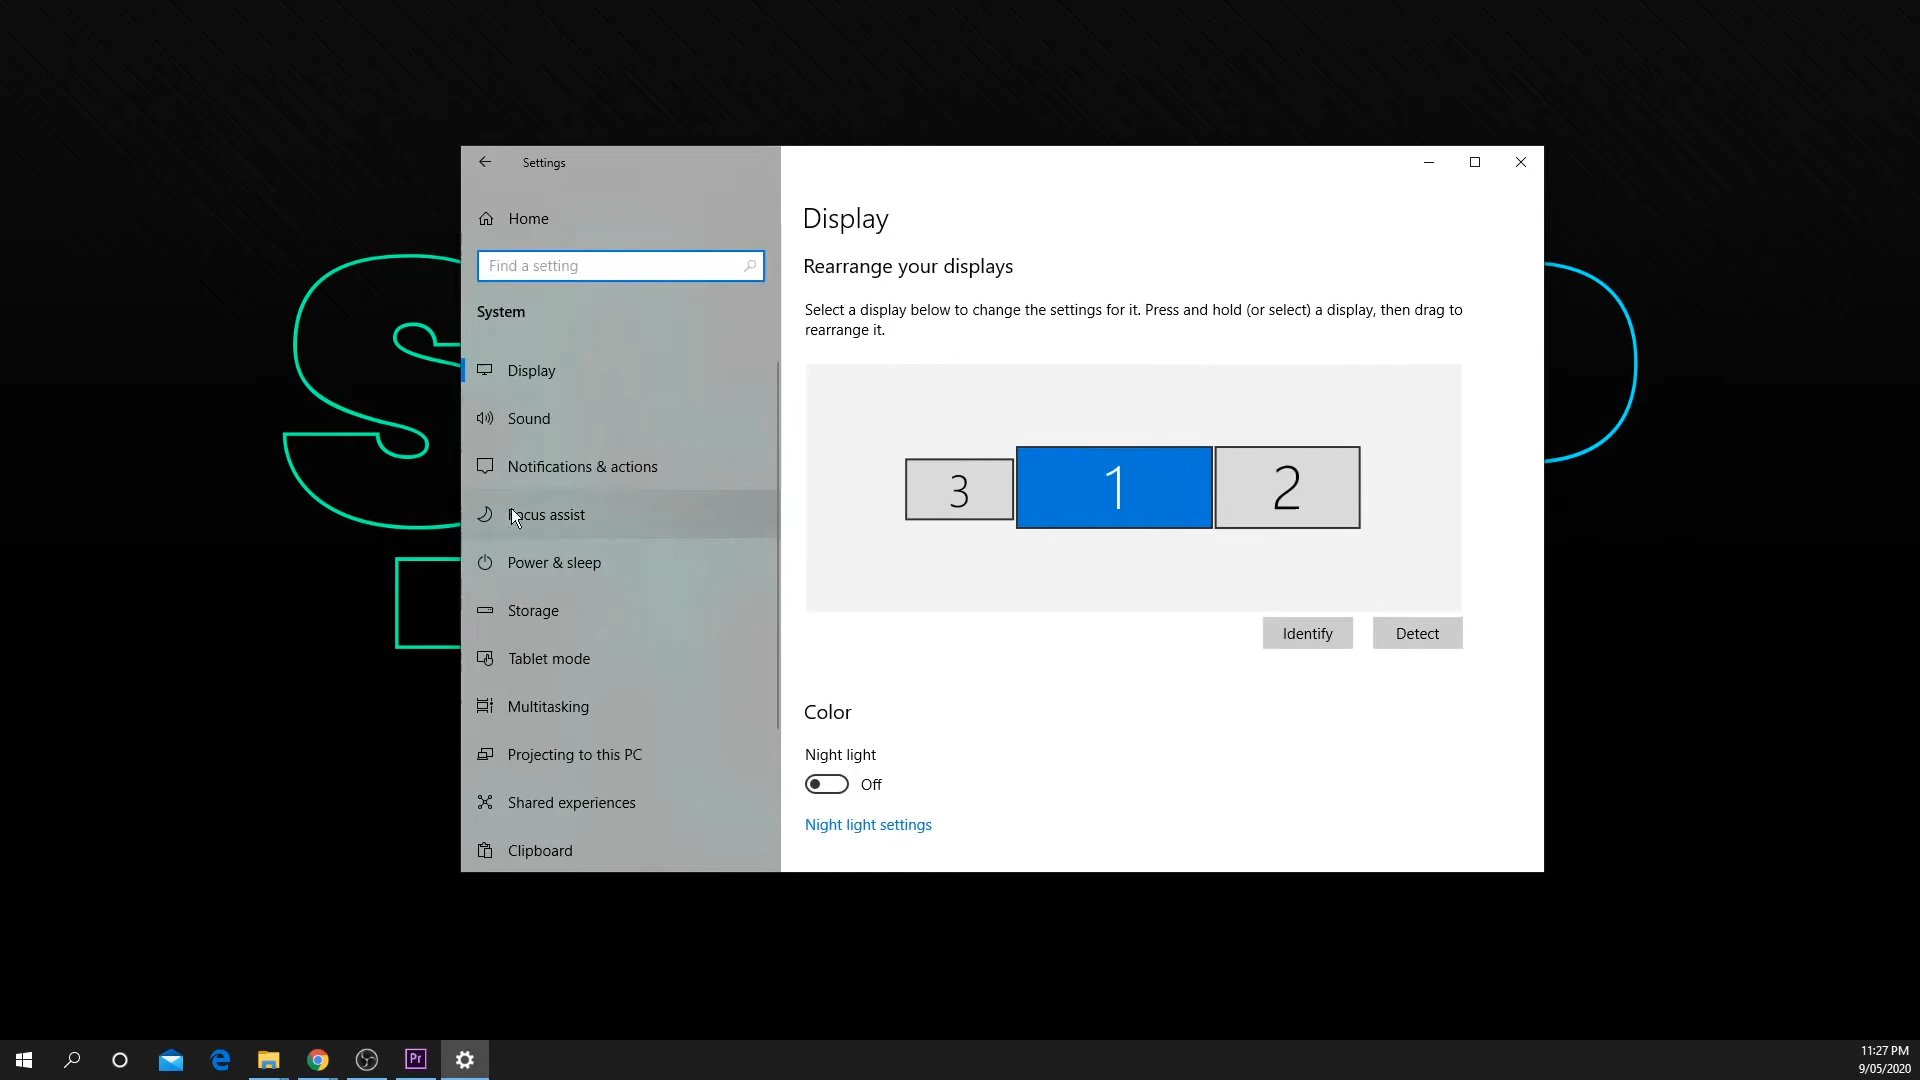 Settings
Home
Find a setting
System
Display
Sound
Notifications & actions
Focus assist
Power & sleep
Storage
Tablet mode
Multitasking
Projecting to this PC
Shared experiences
Clipboard
Display
Rearrange your displays
Select a display below to change the settings for it. Press and hold (or select) a display, then drag to
rearrange it.
3 1 2
Identify Detect
Color
Night light
Off
Night light settings
Pr
11:27 PM
9/05/2020